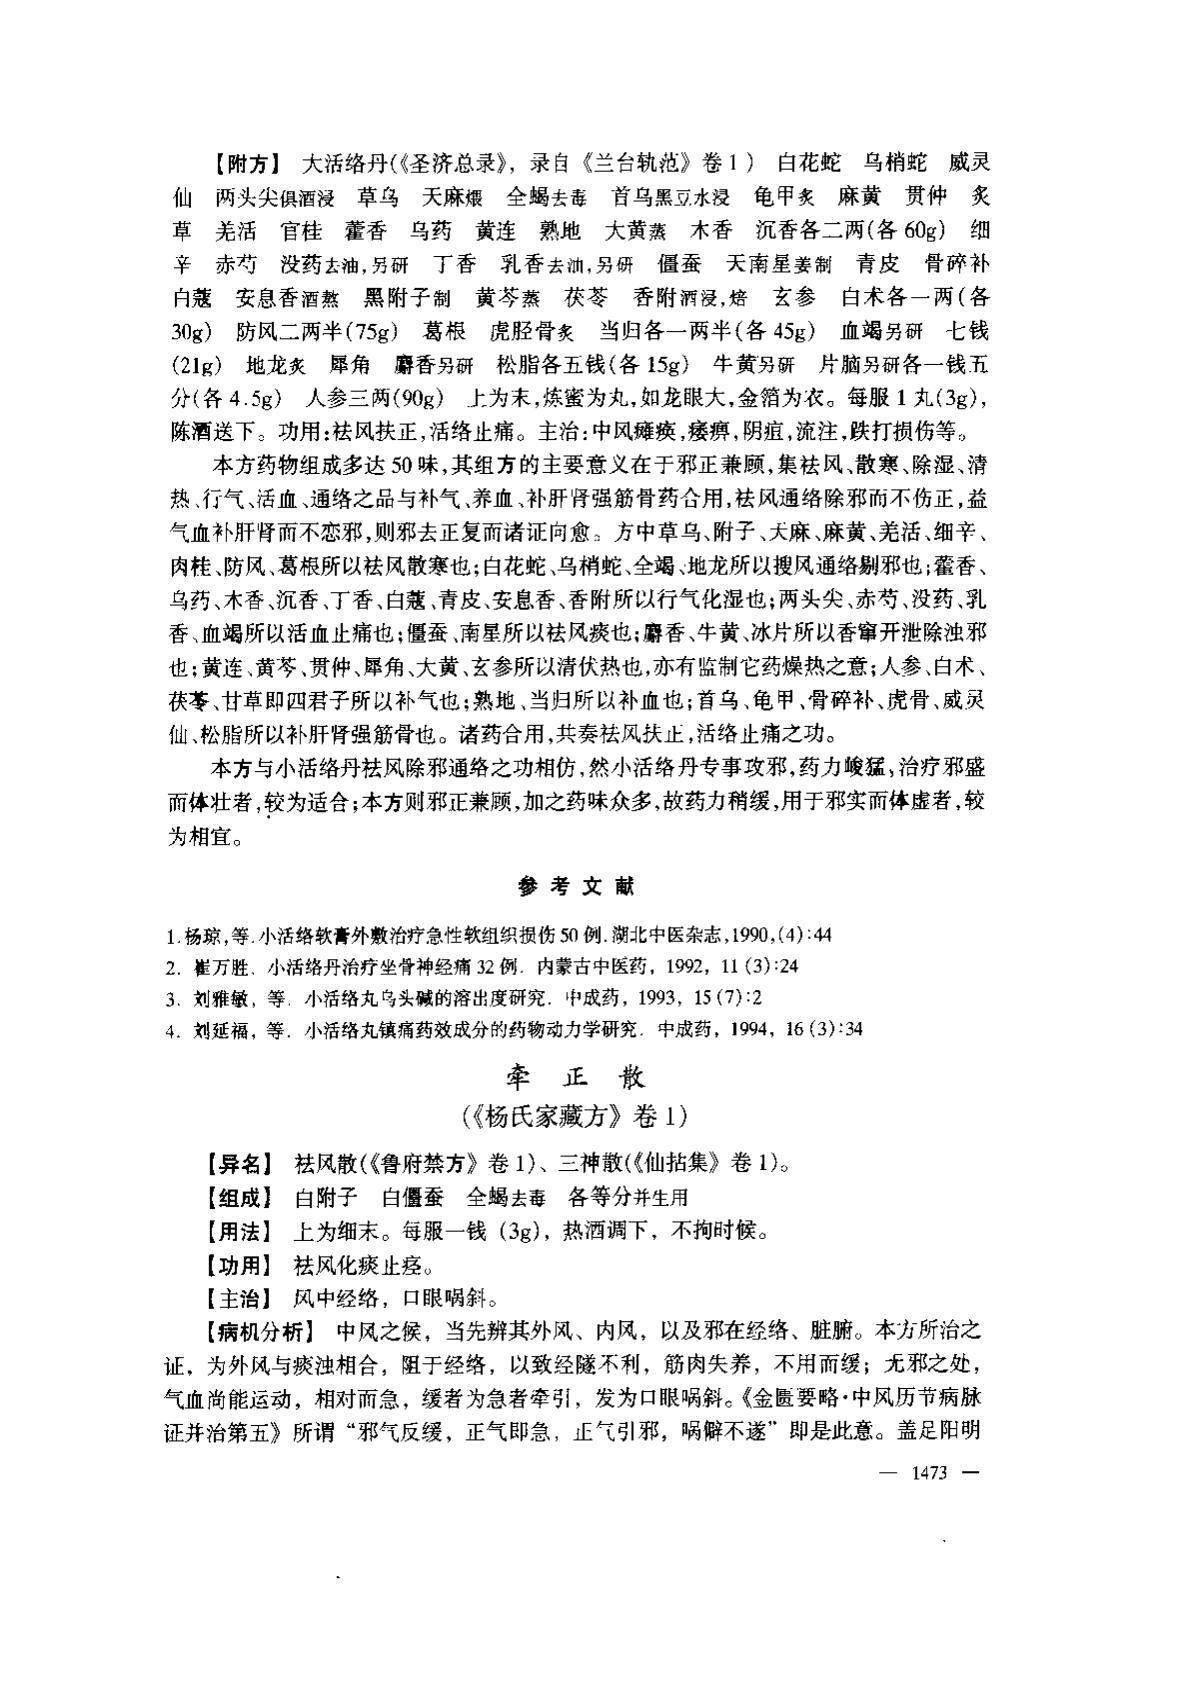 【附方】 大活络丹(《圣济总录》，录自《兰台轨范》卷1) 白花蛇 乌梢蛇 威灵
仙 两头尖俱酒浸 草乌 天麻煨 全蝎去毒 首乌黑豆水浸 龟甲炙 麻黄 贯仲 炙
草 羌活 官桂 藿香 乌药 黄连 熟地 大黄蒸 木香 沉香各二两(各60g) 细
辛 赤芍 没药去油,另研 丁香 乳香去油,另研 僵蚕 天南星姜制 青皮 骨碎补
白蔻 安息香酒熬 黑附子制 黄芩蒸 茯苓 香附酒浸,焙 玄参 白术各一两(各
30g) 防风二两半(75g) 葛根 虎胫骨炙 当归各一两半(各45g) 血竭另研 七钱
(21g) 地龙炙 犀角 麝香另研 松脂各五钱(各15g) 牛黄另研 片脑另研各一钱五
分(各4.5g) 人参三两(90g) 上为末,炼蜜为丸,如龙眼大,金箔为衣。每服1丸(3g),
陈酒送下。功用:祛风扶正,活络止痛。主治:中风瘫痪,痿痹,阴疽,流注,跌打损伤等。
本方药物组成多达50味,其组方的主要意义在于邪正兼顾,集祛风、散寒、除湿、清
热、行气、活血、通络之品与补气、养血、补肝肾强筋骨药合用,祛风通络除邪而不伤正,益
气血补肝肾而不恋邪,则邪去正复而诸证向愈。方中草乌、附子、天麻、麻黄、羌活、细辛、
肉桂、防风、葛根所以祛风散寒也;白花蛇、乌梢蛇、全竭、地龙所以搜风通络剔邪也;藿香、
乌药、木香、沉香、丁香、白蔻、青皮、安息香、香附所以行气化湿也;两头尖、赤芍、没药、乳
香、血竭所以活血止痛也;僵蚕、南星所以祛风痰也;麝香、牛黄、冰片所以香窜开泄除浊邪
也;黄连、黄芩、贯仲、犀角、大黄、玄参所以清伏热也,亦有监制它药燥热之意;人参、白术、
茯苓、甘草即四君子所以补气也;熟地、当归所以补血也;首乌、龟甲、骨碎补、虎骨、威灵
仙、松脂所以补肝肾强筋骨也。诸药合用,共奏祛风扶正,活络止痛之功。
本方与小活络丹祛风除邪通络之功相仿,然小活络丹专事攻邪,药力峻猛,治疗邪盛
而体壮者,较为适合;本方则邪正兼顾,加之药味众多,故药力稍缓,用于邪实而体虚者,较
为相宜。
参考文献
1.杨琼,等.小活络软膏外敷治疗急性软组织损伤50例.湖北中医杂志,1990,(4):44
2. 崔万胜. 小活络丹治疗坐骨神经痛32例. 内蒙古中医药, 1992, 11(3):24
3. 刘雅敏, 等. 小活络丸乌头碱的溶出度研究. 中成药, 1993, 15(7):2
4. 刘延福, 等. 小活络丸镇痛药效成分的药物动力学研究. 中成药, 1994, 16(3):34
牵 正 散
(《杨氏家藏方》卷1)
【异名】 祛风散(《鲁府禁方》卷1)、三神散(《仙拈集》卷1)。
【组成】 白附子 白僵蚕 全蝎去毒 各等分并生用
【用法】 上为细末。每服一钱 (3g)，热酒调下，不拘时候。
【功用】 祛风化痰止痉。
【主治】 风中经络，口眼㖞斜。
【病机分析】 中风之候，当先辨其外风、内风，以及邪在经络、脏腑。本方所治之
证，为外风与痰浊相合，阻于经络，以致经隧不利，筋肉失养，不用而缓；无邪之处，
气血尚能运动，相对而急，缓者为急者牵引，发为口眼㖞斜。《金匮要略·中风历节病脉
证并治第五》所谓“邪气反缓，正气即急，正气引邪，㖞僻不遂”即是此意。盖足阳明
— 1473 —